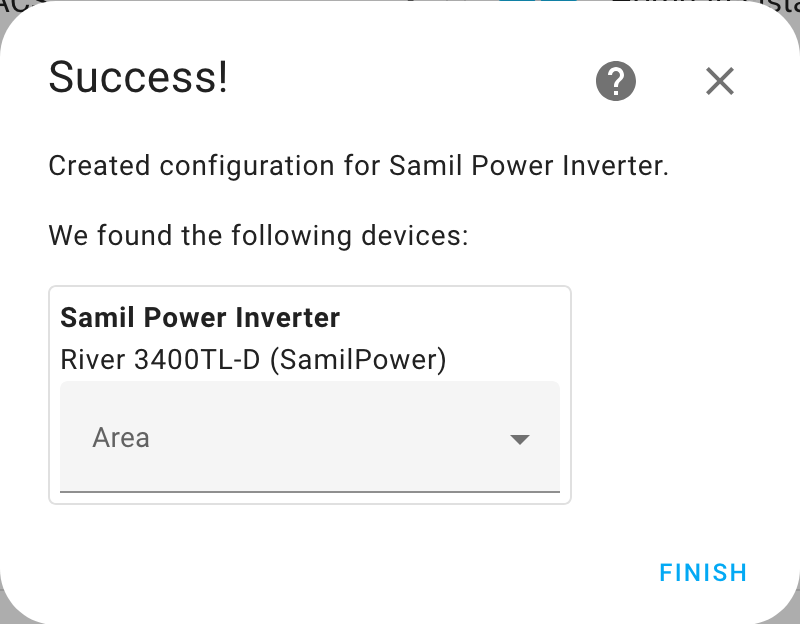 Success!
Created configuration for Samil Power Inverter.
We found the following devices:
Samil Power Inverter
River 3400TL-D (SamilPower)
Area
FINISH